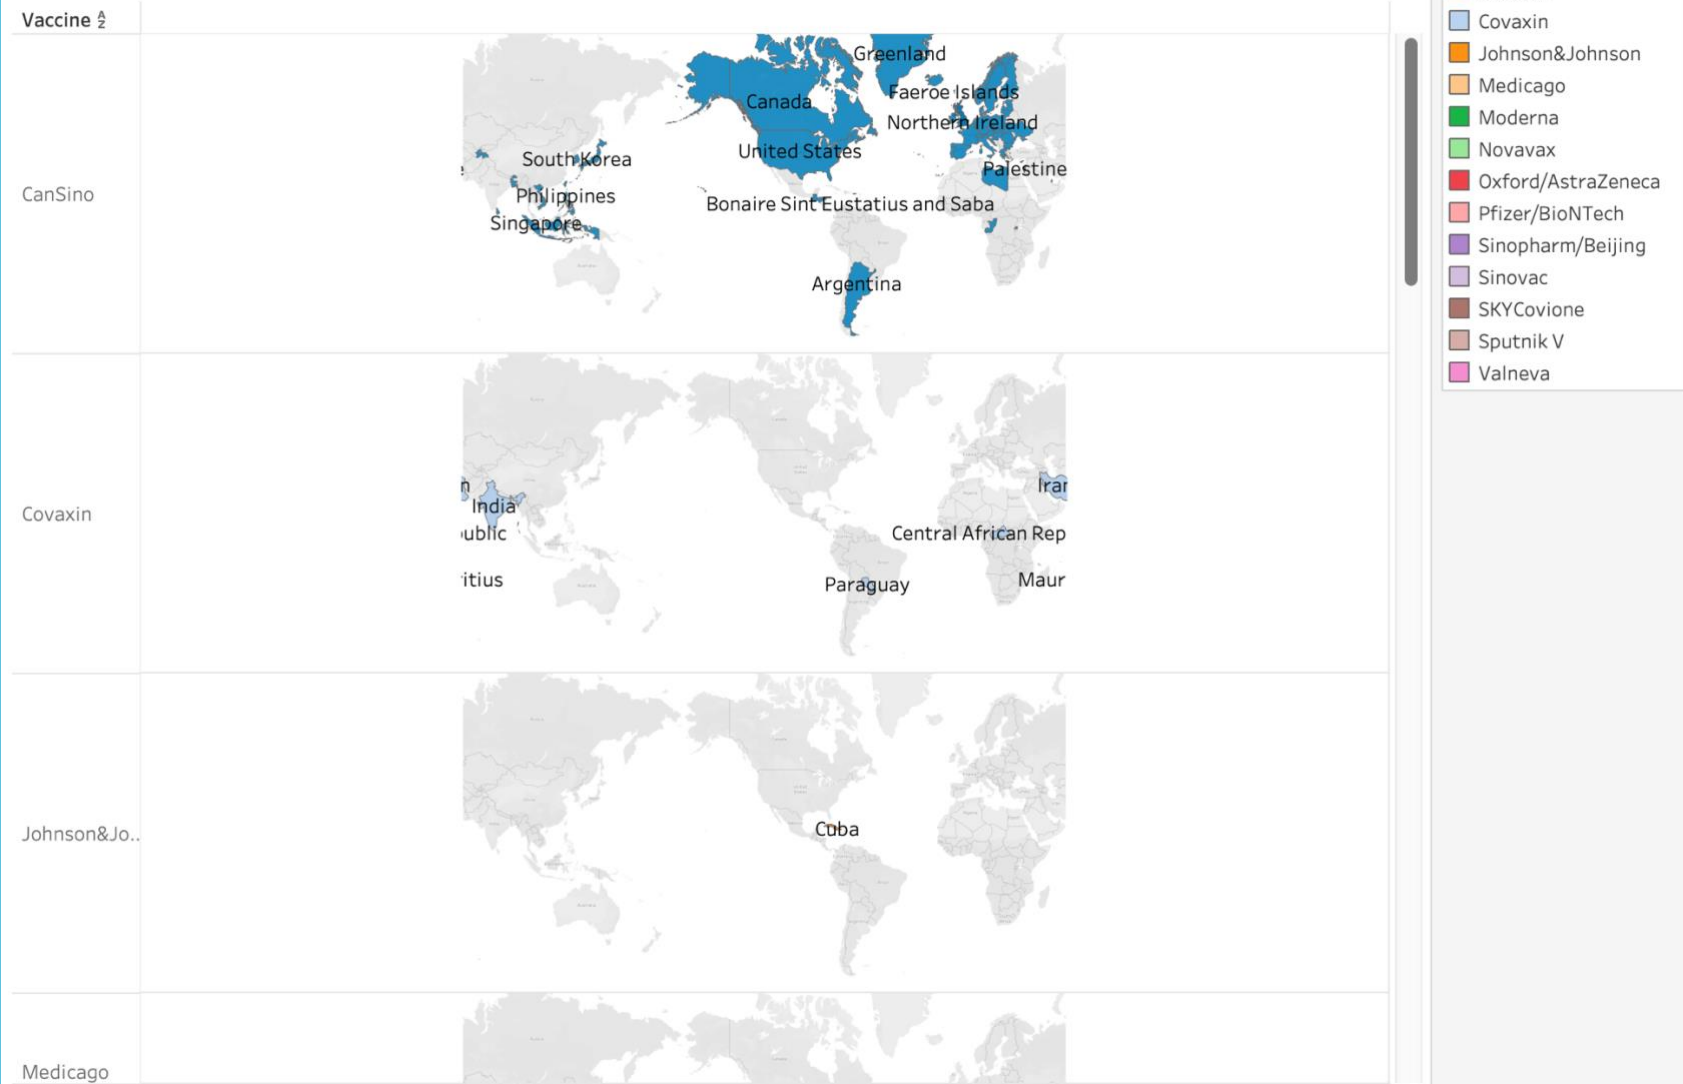 Vaccine
CanSino
Greenland
Faeroe Islands
Canada
Northern Ireland
United States
South Korea
Palestine
Philippines
Bonaire Sint Eustatius and Saba
Singapore
Argentina
Covaxin
n
India
ublic
itius
Iran
Central African Rep
Paraguay
Maur
Johnson&Jo..
Cuba
Medicago
Covaxin
Johnson&Johnson
Medicago
Moderna
Novavax
Oxford/AstraZeneca
Pfizer/BioNTech
Sinopharm/Beijing
Sinovac
SKYCovione
Sputnik V
Valneva